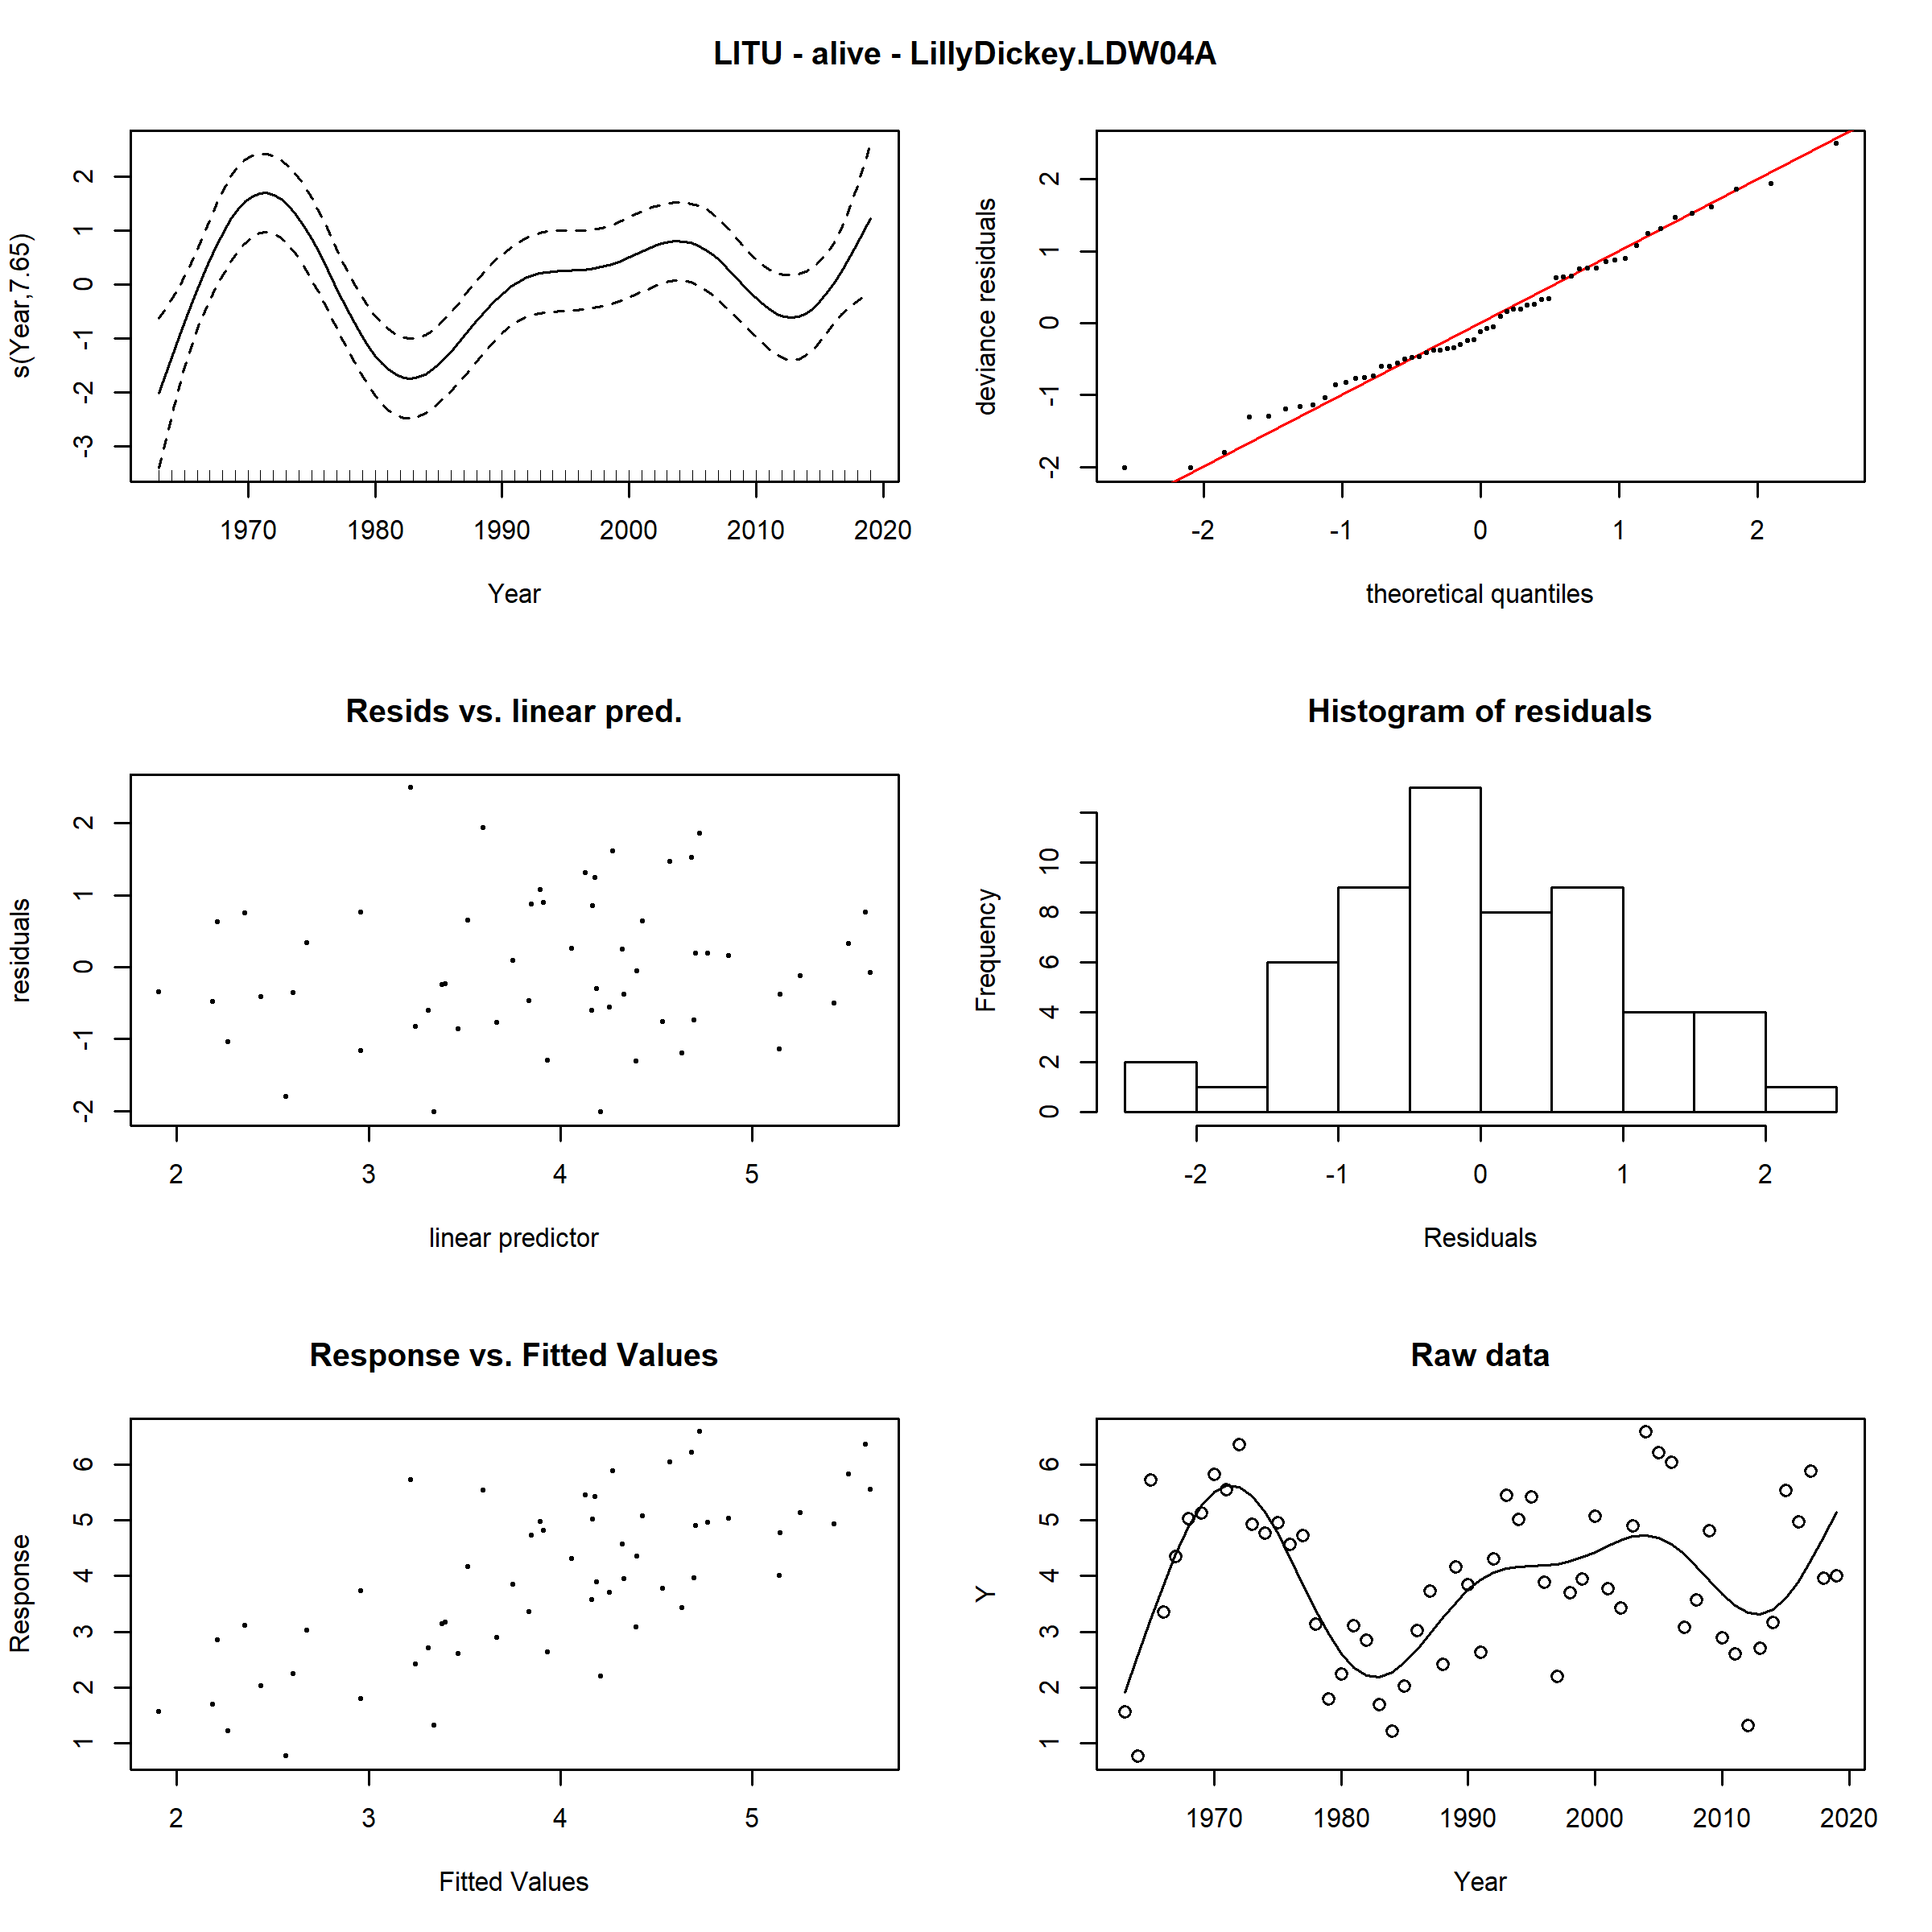 LITU - alive - LillyDickey.LDW04A
s(Year,7.65)
2
1
0
-1
-2
-3
1970 1980 1990 2000 2010 2020
Year
deviance residuals
2
1
0
-1
-2
-2 -1 0 1 2
theoretical quantiles
Resids vs. linear pred.
residuals
2
1
0
-1
-2
2 3 4 5
linear predictor
Histogram of residuals
Frequency
10
8
6
4
2
0
-2 -1 0 1 2
Residuals
Response vs. Fitted Values
Response
6
5
4
3
2
1
2 3 4 5
Fitted Values
Raw data
Y
6
5
4
3
2
1
1970 1980 1990 2000 2010 2020
Year